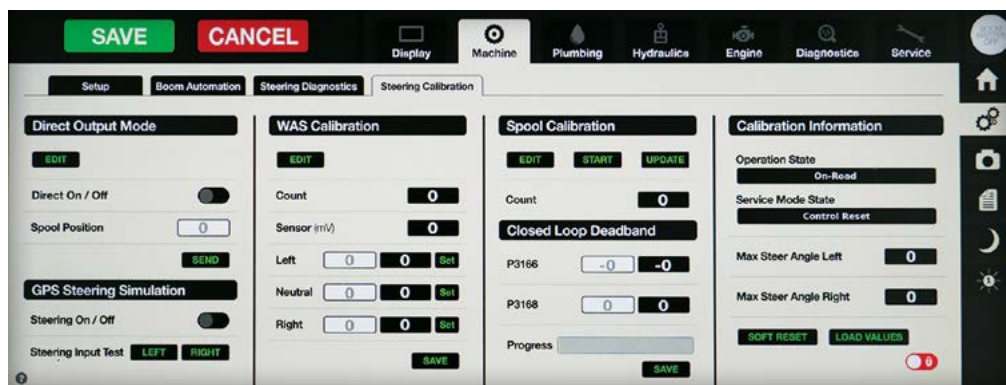 SAVE
CANCEL
Display
Machine
Plumbing
Hydraulics
Engine
Diagnostics
Service
Setup
Boom Automation
Steering Diagnostics
Steering Calibration
Direct Output Mode
EDIT
Direct On / Off
Spool Position
0
SEND
GPS Steering Simulation
Steering On / Off
Steering Input Test LEFT RIGHT
WAS Calibration
EDIT
Count 0
Sensor (mV) 0
Left 0 0 Set
Neutral 0 0 Set
Right 0 0 Set
SAVE
Spool Calibration
EDIT START UPDATE
Count 0
Closed Loop Deadband
P3166 -0 -0
P3168 0 0
Progress
SAVE
Calibration Information
Operation State
On-Road
Service Mode State
Control Reset
Max Steer Angle Left 0
Max Steer Angle Right 0
SOFT RESET LOAD VALUES